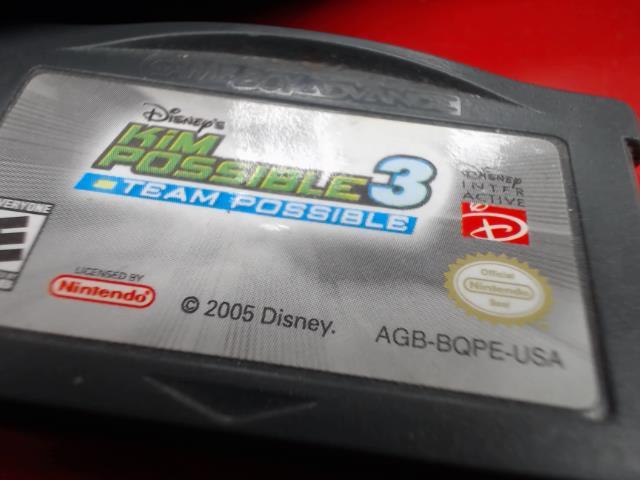 GAME BOY ADVANCE
Disney's
KIM
POSSIBLE 3
TEAM POSSIBLE
DISNEY
INTER
ACTIVE
D
EVERYONE
E
LICENSED BY
Nintendo
Official
Nintendo
Seal
© 2005 Disney.
AGB-BQPE-USA